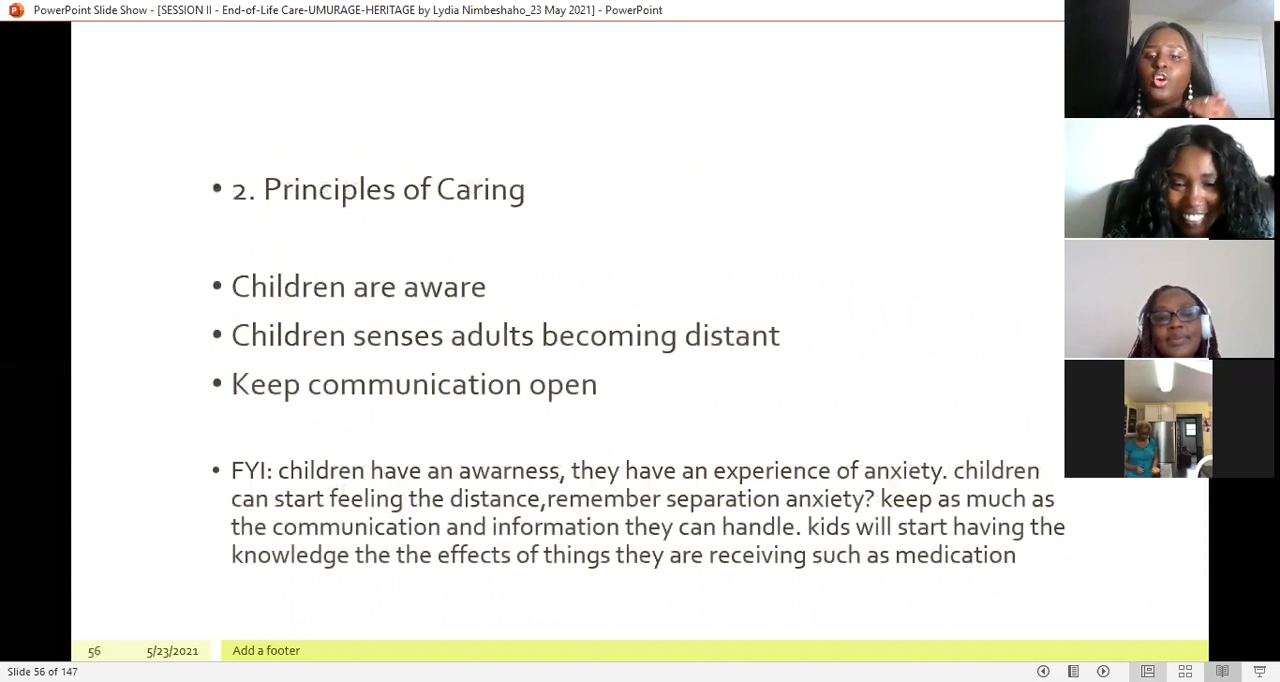 PowerPoint Slide Show - [SESSION II - End-of-Life Care-UMURAGE-HERITAGE by Lydia Nimbeshaho_23 May 2021] - PowerPoint
• 2. Principles of Caring
• Children are aware
• Children senses adults becoming distant
• Keep communication open
• FYI: children have an awarness, they have an experience of anxiety. children
can start feeling the distance,remember separation anxiety? keep as much as
the communication and information they can handle. kids will start having the
knowledge the the effects of things they are receiving such as medication
56 5/23/2021 Add a footer
Slide 56 of 147